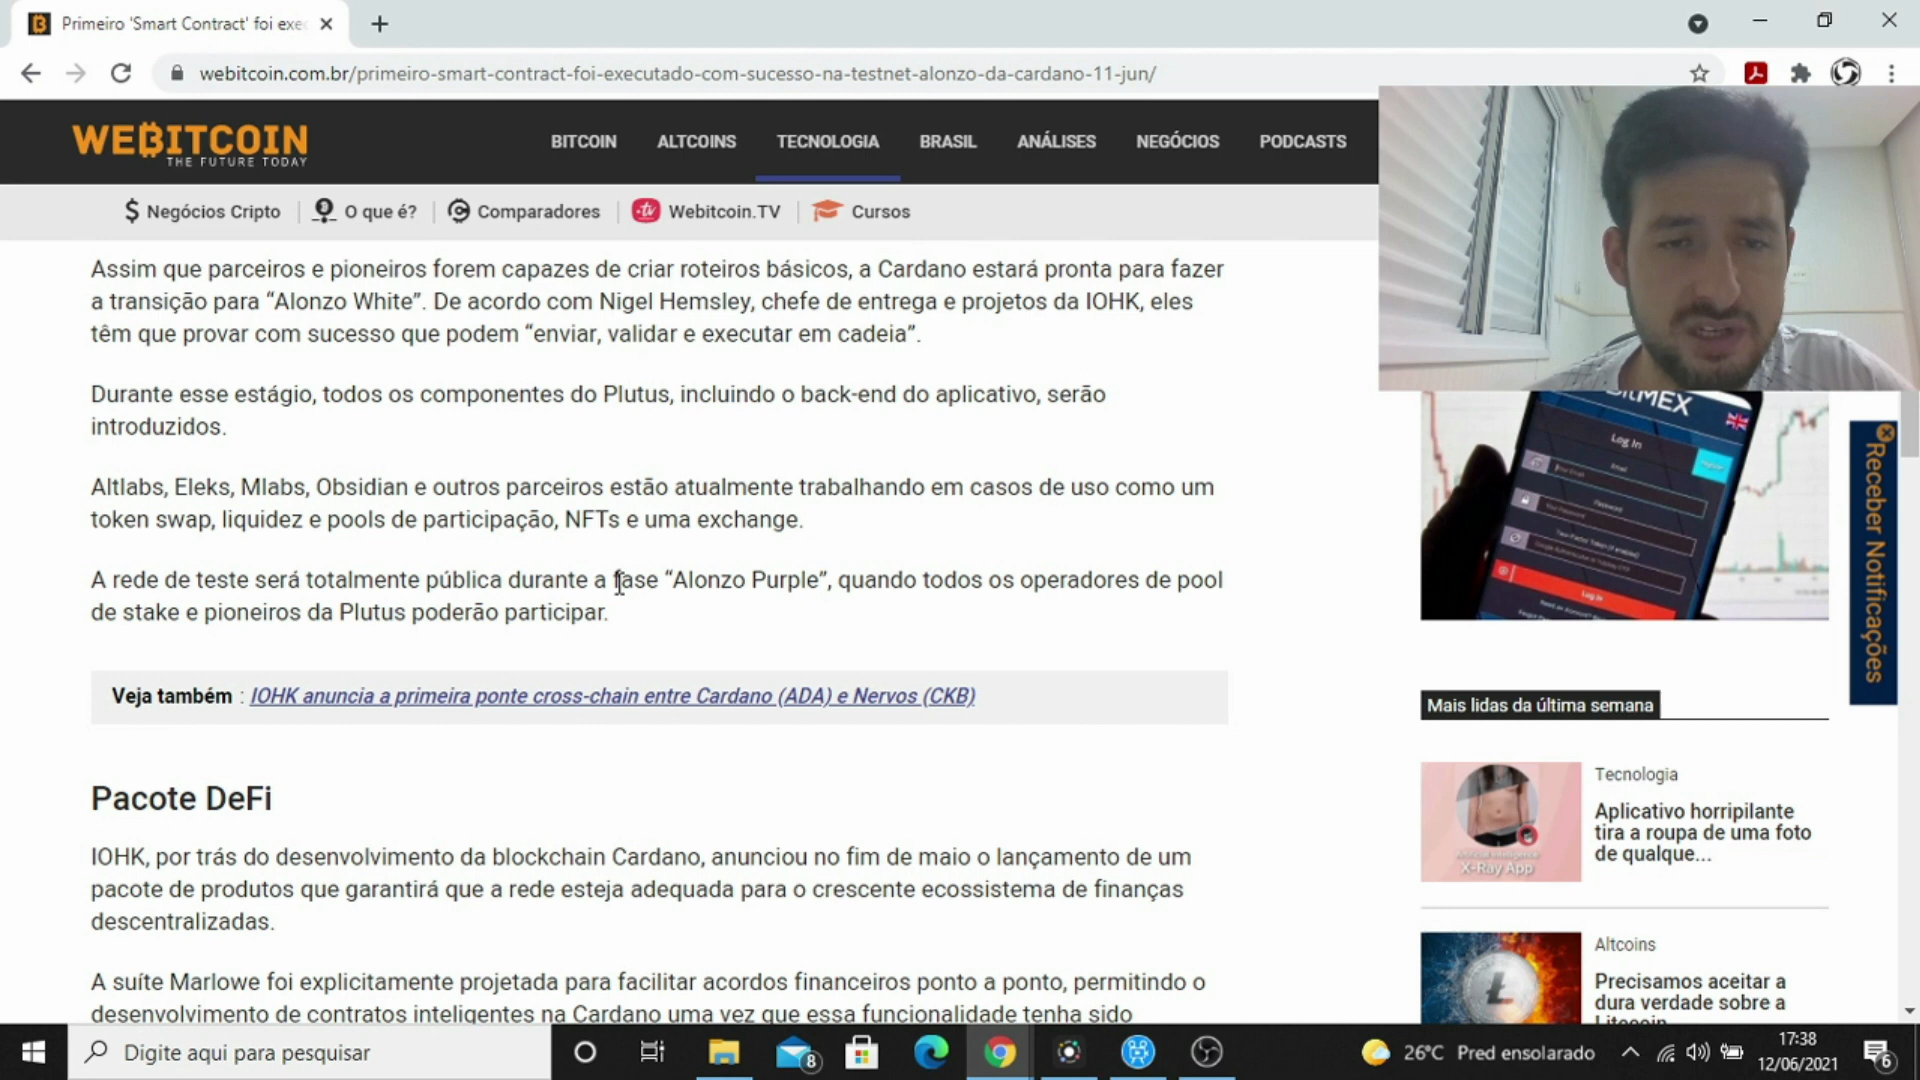 Primeiro 'Smart Contract' foi exe
webitcoin.com.br/primeiro-smart-contract-foi-executado-com-sucesso-na-testnet-alonzo-da-cardano-11-jun/
WEBITCOIN
THE FUTURE TODAY
BITCOIN ALTCOINS TECNOLOGIA BRASIL ANÁLISES NEGÓCIOS PODCASTS
Negócios Cripto O que é? Comparadores Webitcoin.TV Cursos
Assim que parceiros e pioneiros forem capazes de criar roteiros básicos, a Cardano estará pronta para fazer
a transição para “Alonzo White”. De acordo com Nigel Hemsley, chefe de entrega e projetos da IOHK, eles
têm que provar com sucesso que podem “enviar, validar e executar em cadeia”.
Durante esse estágio, todos os componentes do Plutus, incluindo o back-end do aplicativo, serão
introduzidos.
Altlabs, Eleks, Mlabs, Obsidian e outros parceiros estão atualmente trabalhando em casos de uso como um
token swap, liquidez e pools de participação, NFTs e uma exchange.
A rede de teste será totalmente pública durante a fase “Alonzo Purple”, quando todos os operadores de pool
de stake e pioneiros da Plutus poderão participar.
Veja também : IOHK anuncia a primeira ponte cross-chain entre Cardano (ADA) e Nervos (CKB)
Pacote DeFi
IOHK, por trás do desenvolvimento da blockchain Cardano, anunciou no fim de maio o lançamento de um
pacote de produtos que garantirá que a rede esteja adequada para o crescente ecossistema de finanças
descentralizadas.
A suíte Marlowe foi explicitamente projetada para facilitar acordos financeiros ponto a ponto, permitindo o
desenvolvimento de contratos inteligentes na Cardano uma vez que essa funcionalidade tenha sido
Log In
Email
Password
Log In
Receber Notificações
Mais lidas da última semana
X-Ray App
Tecnologia
Aplicativo horripilante
tira a roupa de uma foto
de qualque...
Altcoins
Precisamos aceitar a
dura verdade sobre a
Litecoin
Digite aqui para pesquisar
8
26°C Pred ensolarado
17:38
12/06/2021
6